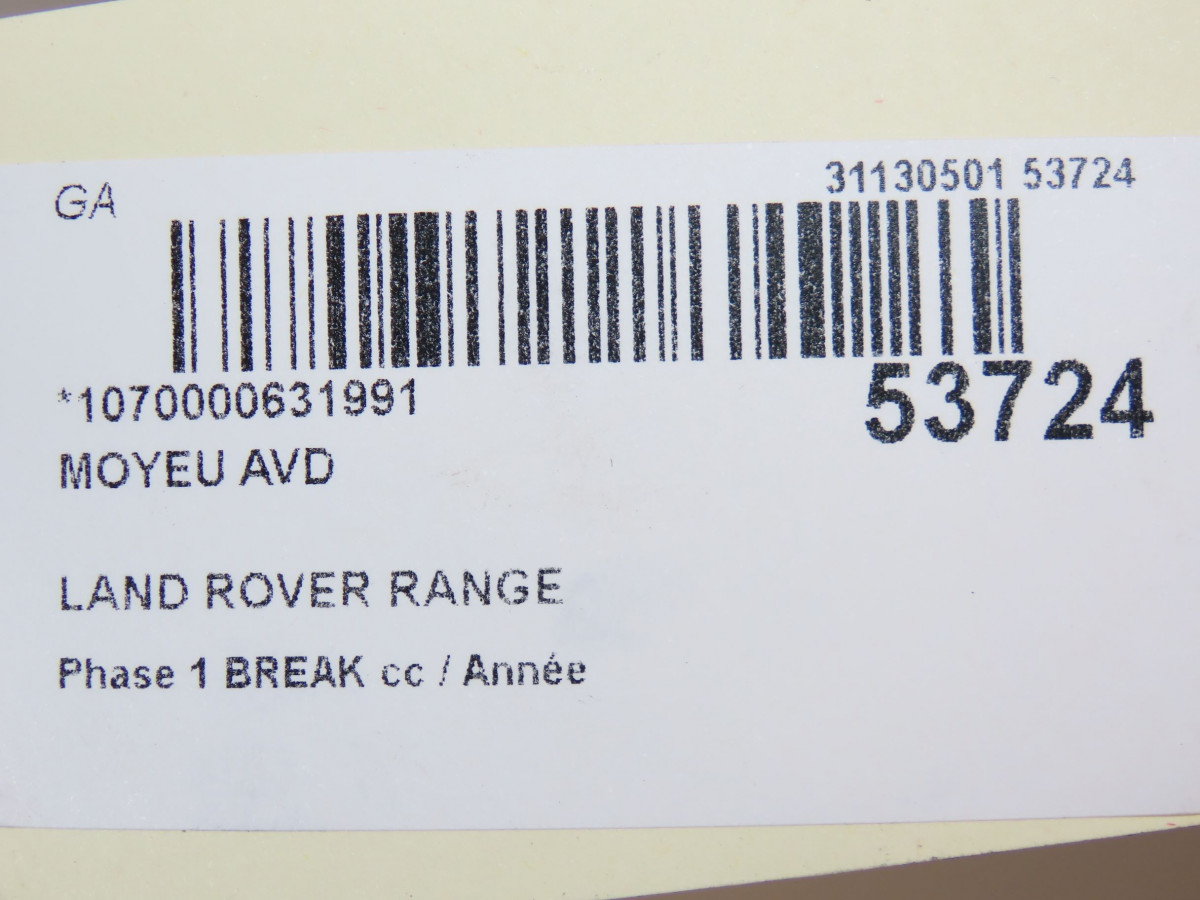 GA
31130501 53724
*1070000631991
53724
MOYEU AVD
LAND ROVER RANGE
Phase 1 BREAK cc / Année